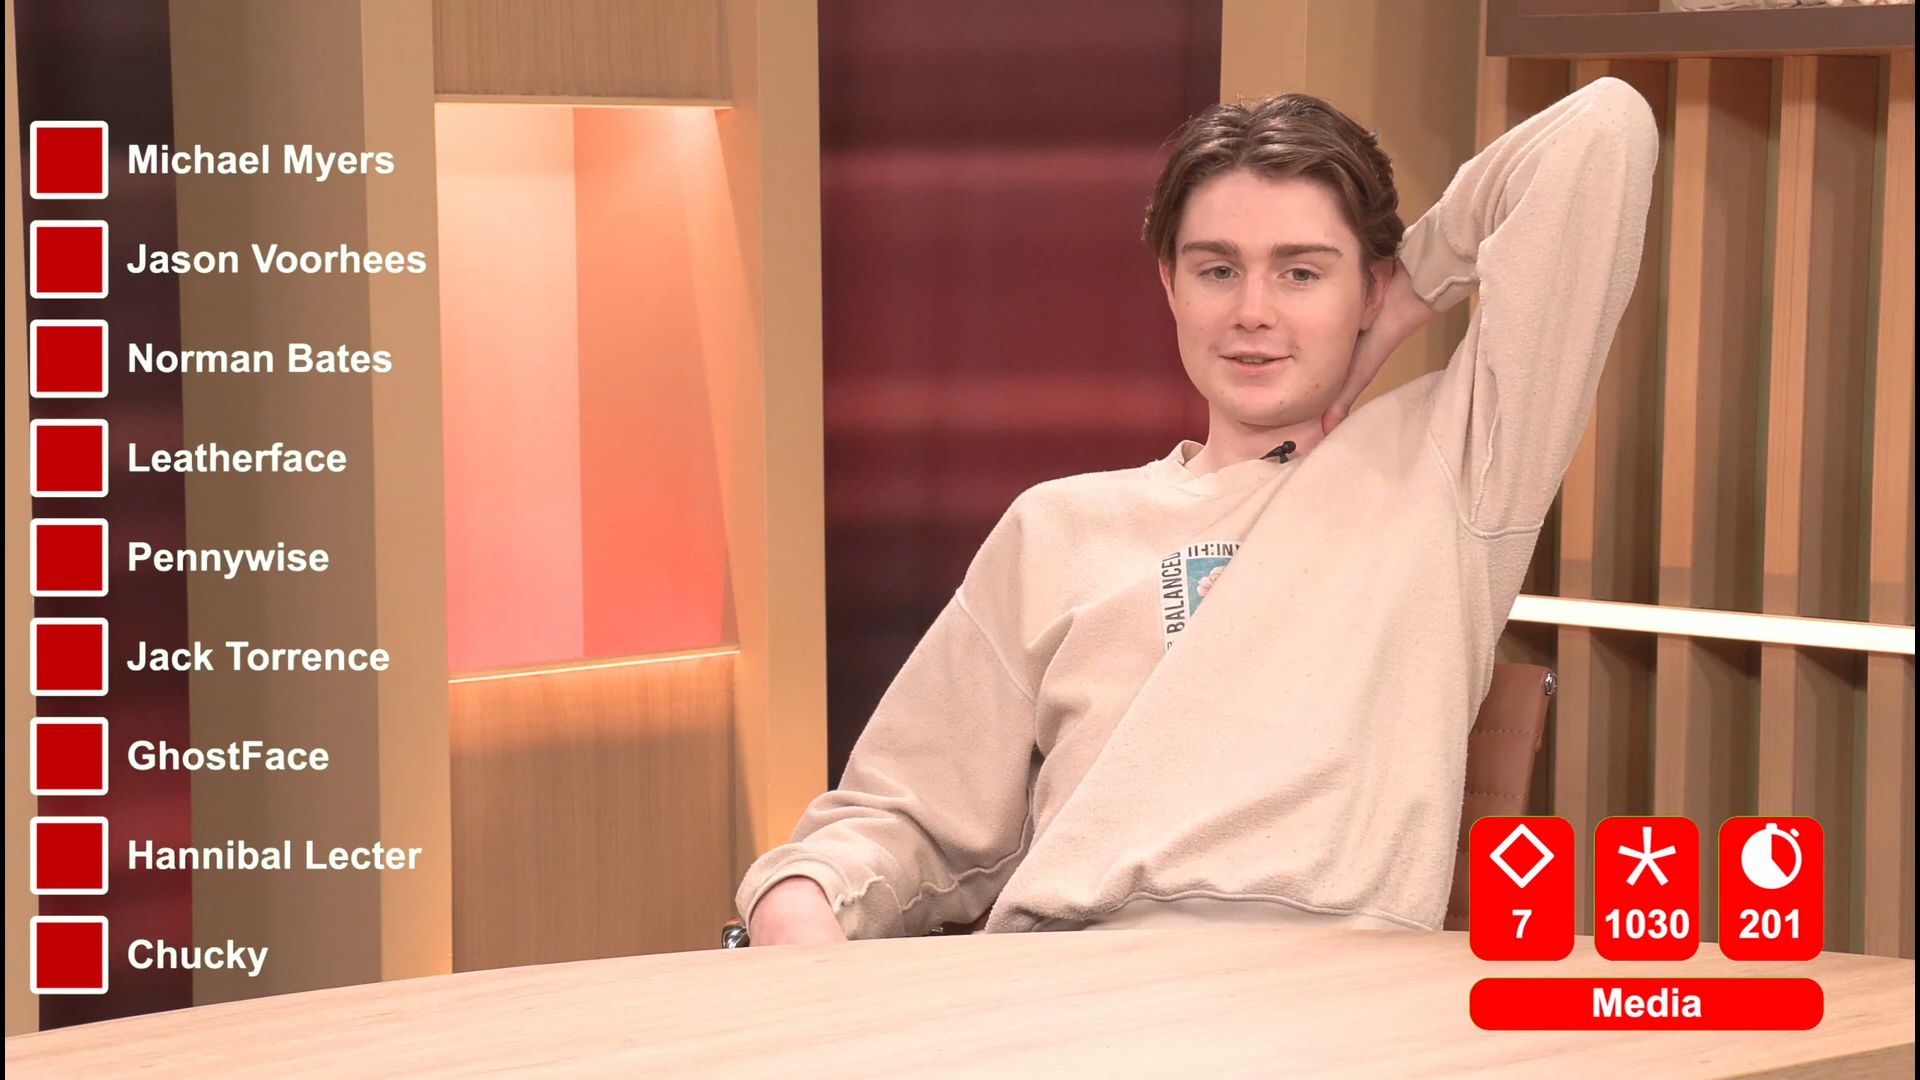 Michael Myers
Jason Voorhees
Norman Bates
Leatherface
Pennywise
Jack Torrence
GhostFace
Hannibal Lecter
Chucky
BALANCED
7
1030
201
Media